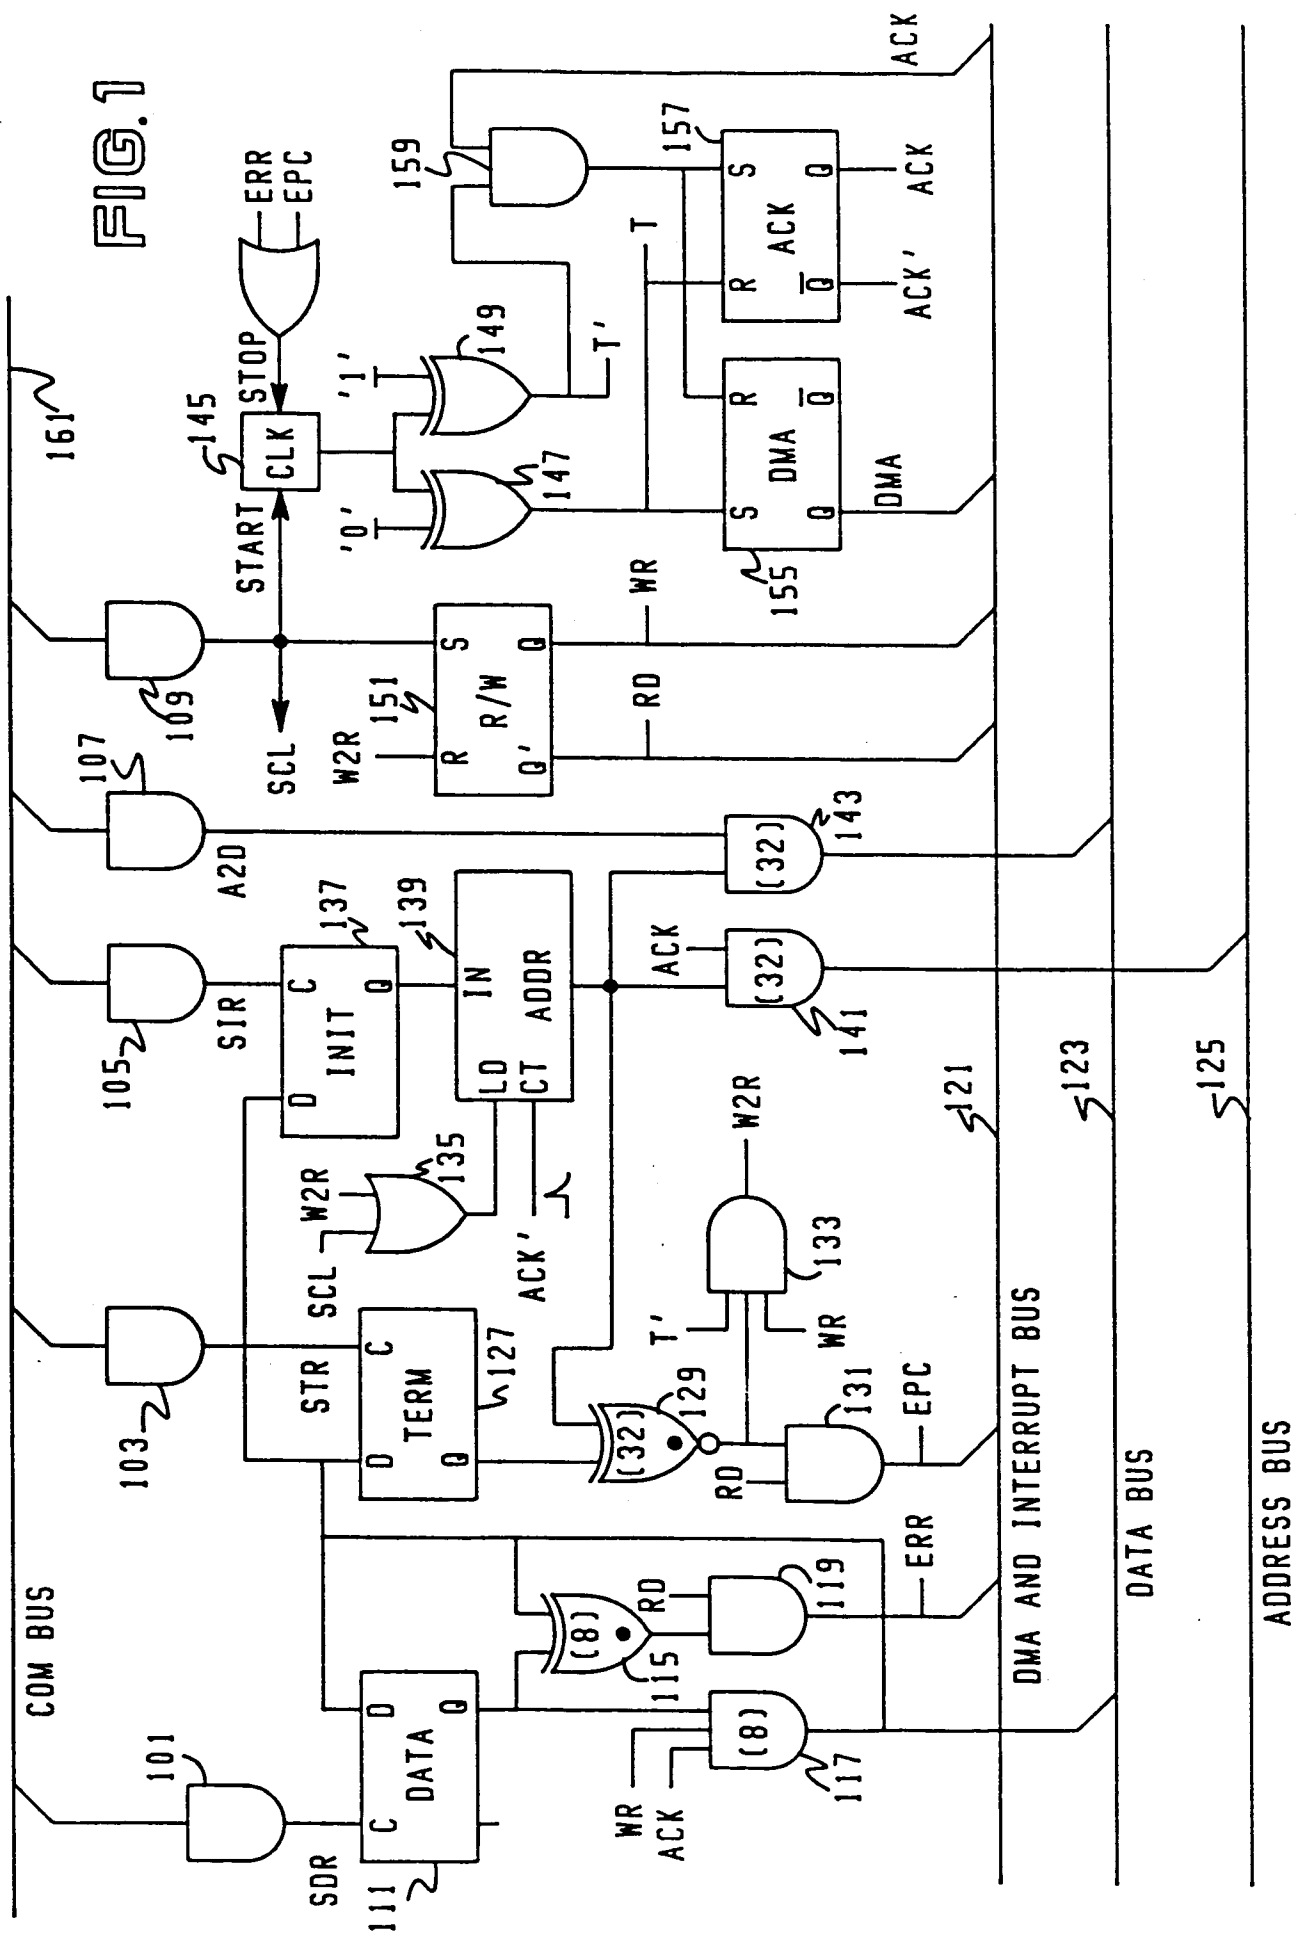 FIG. 1
COM BUS
161
101
103
105
107
109
SDR
STR
SIR
A2D
SCL
START
145
CLK
STOP
ERR
EPC
111
C
D
DATA
Q
D
C
TERM
Q
127
SCL
W2R
135
D
C
INIT
Q
137
LD
CT
IN
ADDR
139
ACK'
W2R
151
R
S
R/W
Q'
Q
RD
WR
'0'
'1'
147
149
T'
T
159
WR
ACK
(8)
117
(8)
115
RD
119
ERR
(32)
129
RD
131
EPC
T'
WR
133
W2R
ACK
(32)
141
(32)
143
155
S
R
DMA
Q
Q̅
DMA
157
R
S
ACK
Q̅
Q
ACK'
ACK
ACK
DMA AND INTERRUPT BUS
121
DATA BUS
123
ADDRESS BUS
125